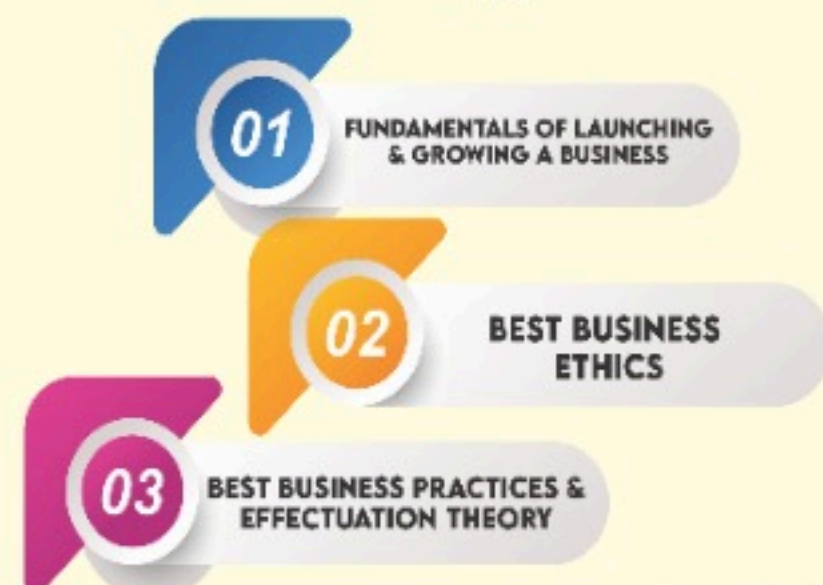 01
FUNDAMENTALS OF LAUNCHING
& GROWING A BUSINESS
02
BEST BUSINESS
ETHICS
03
BEST BUSINESS PRACTICES &
EFFECTUATION THEORY